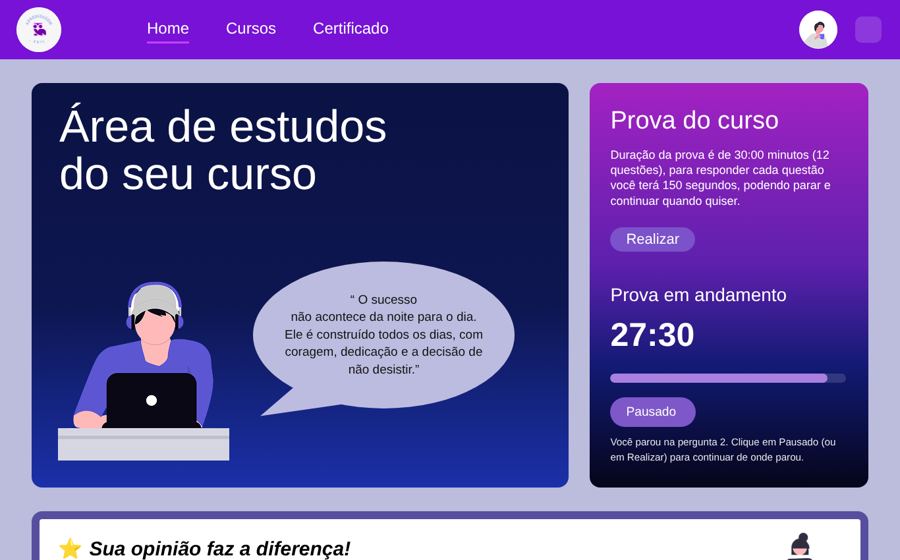 Home Cursos Certificado
Área de estudos
do seu curso
“ O sucesso
não acontece da noite para o dia.
Ele é construído todos os dias, com
coragem, dedicação e a decisão de
não desistir.”
Prova do curso
Duração da prova é de 30:00 minutos (12
questões), para responder cada questão
você terá 150 segundos, podendo parar e
continuar quando quiser.
Realizar
Prova em andamento
27:30
Pausado
Você parou na pergunta 2. Clique em Pausado (ou
em Realizar) para continuar de onde parou.
Sua opinião faz a diferença!